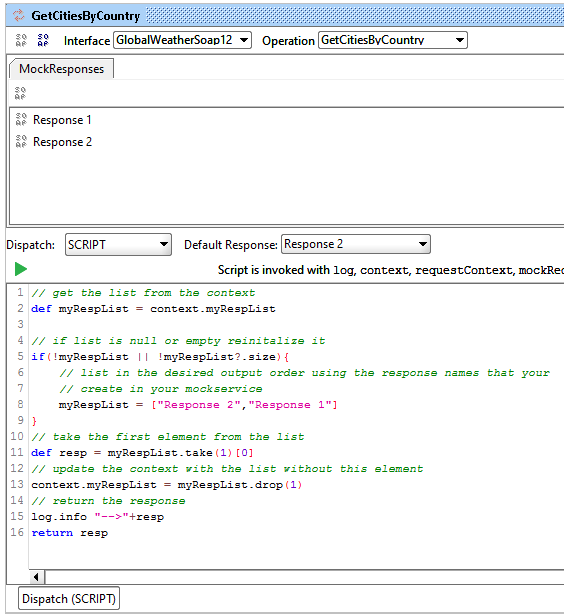 GetCitiesByCountry
Interface GlobalWeatherSoap12 Operation GetCitiesByCountry
MockResponses
Response 1
Response 2
Dispatch: SCRIPT Default Response: Response 2
Script is invoked with log, context, requestContext, mockRec
1 // get the list from the context
2 def myRespList = context.myRespList
3
4 // if list is null or empty reinitalize it
5 if(!myRespList || !myRespList?.size){
6 // list in the desired output order using the response names that your
7 // create in your mockservice
8 myRespList = ["Response 2","Response 1"]
9 }
10 // take the first element from the list
11 def resp = myRespList.take(1)[0]
12 // update the context with the list without this element
13 context.myRespList = myRespList.drop(1)
14 // return the response
15 log.info "-->"+resp
16 return resp
Dispatch (SCRIPT)